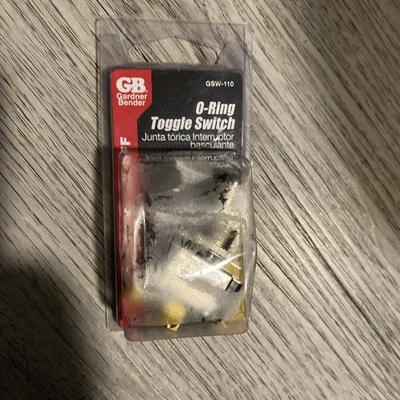 GB
Gardner
Bender
GSW-110
O-Ring
Toggle Switch
Junta tórica Interruptor
basculante